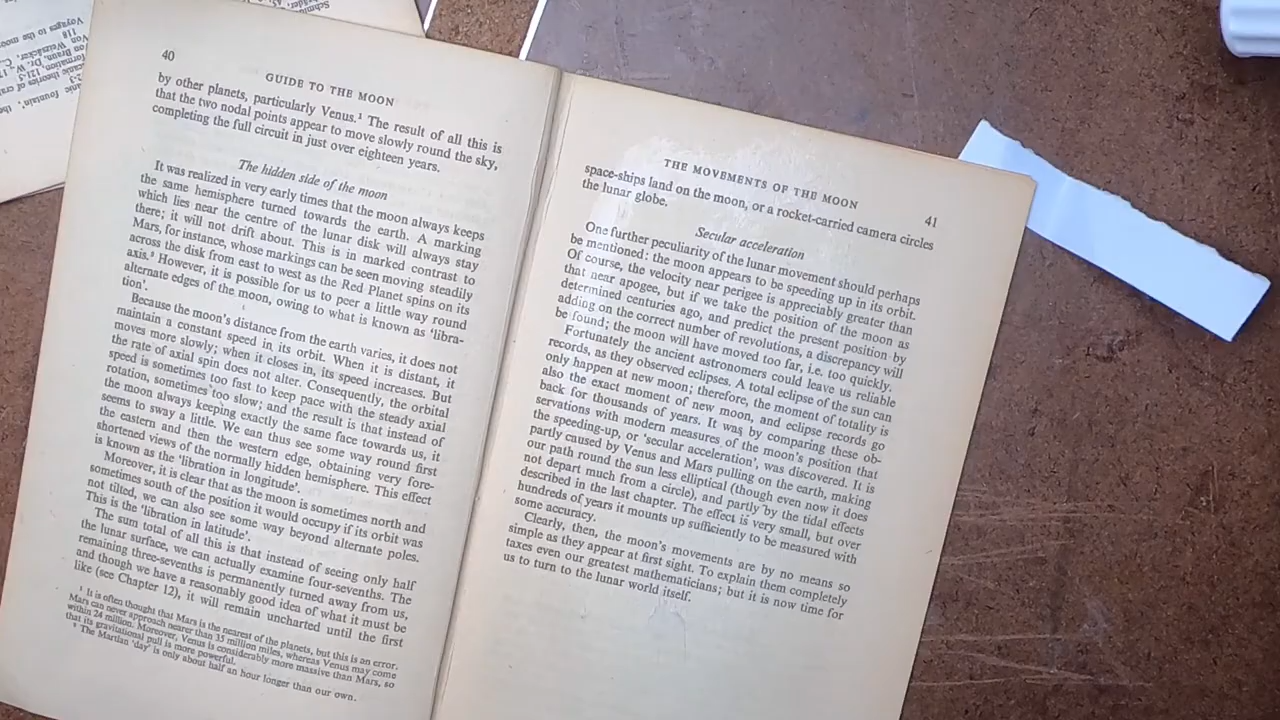 40
GUIDE TO THE MOON
by other planets, particularly Venus.¹ The result of all this is
that the two nodal points appear to move slowly round the sky,
completing the full circuit in just over eighteen years.
The hidden side of the moon
It was realized in very early times that the moon always keeps
the same hemisphere turned towards the earth. A marking
which lies near the centre of the lunar disk will always stay
there; it will not drift about. This is in marked contrast to
Mars, for instance, whose markings can be seen moving steadily
across the disk from east to west as the Red Planet spins on its
axis.² However, it is possible for us to peer a little way round
alternate edges of the moon, owing to what is known as ‘libra-
tion’.
Because the moon's distance from the earth varies, it does not
maintain a constant speed in its orbit. When it is distant, it
moves more slowly; when it closes in, its speed increases. But
the rate of axial spin does not alter. Consequently, the orbital
speed is sometimes too fast to keep pace with the steady axial
rotation, sometimes too slow; and the result is that instead of
the moon always keeping exactly the same face towards us, it
seems to sway a little. We can thus see some way round first
the eastern and then the western edge, obtaining very fore-
shortened views of the normally hidden hemisphere. This effect
is known as the ‘libration in longitude’.
Moreover, it is clear that as the moon is sometimes north and
sometimes south of the position it would occupy if its orbit was
not tilted, we can also see some way beyond alternate poles.
This is the ‘libration in latitude’.
The sum total of all this is that instead of seeing only half
the lunar surface, we can actually examine four-sevenths. The
remaining three-sevenths is permanently turned away from us,
and though we have a reasonably good idea of what it must be
like (see Chapter 12), it will remain uncharted until the first
¹ It is often thought that Mars is the nearest of the planets, but this is an error.
Mars can never approach nearer than 35 million miles, whereas Venus may come
within 24 million. Moreover, Venus is considerably more massive than Mars, so
that its gravitational pull is more powerful.
² The Martian ‘day’ is only about half an hour longer than our own.
THE MOVEMENTS OF THE MOON
41
space-ships land on the moon, or a rocket-carried camera circles
the lunar globe.
Secular acceleration
One further peculiarity of the lunar movement should perhaps
be mentioned: the moon appears to be speeding up in its orbit.
Of course, the velocity near perigee is appreciably greater than
that near apogee, but if we take the position of the moon as
determined centuries ago, and predict the present position by
adding on the correct number of revolutions, a discrepancy will
be found; the moon will have moved too far, i.e. too quickly.
Fortunately the ancient astronomers could leave us reliable
records, as they observed eclipses. A total eclipse of the sun can
only happen at new moon; therefore, the moment of totality is
also the exact moment of new moon, and eclipse records go
back for thousands of years. It was by comparing these ob-
servations with modern measures of the moon's position that
the speeding-up, or ‘secular acceleration’, was discovered. It is
partly caused by Venus and Mars pulling on the earth, making
our path round the sun less elliptical (though even now it does
not depart much from a circle), and partly by the tidal effects
described in the last chapter. The effect is very small, but over
hundreds of years it mounts up sufficiently to be measured with
some accuracy.
Clearly, then, the moon's movements are by no means so
simple as they appear at first sight. To explain them completely
taxes even our greatest mathematicians; but it is now time for
us to turn to the lunar world itself.
Voyages to the moon
118
Von Weizsäcker, C.
Von Braun, Dr. W.
formation, 121-5